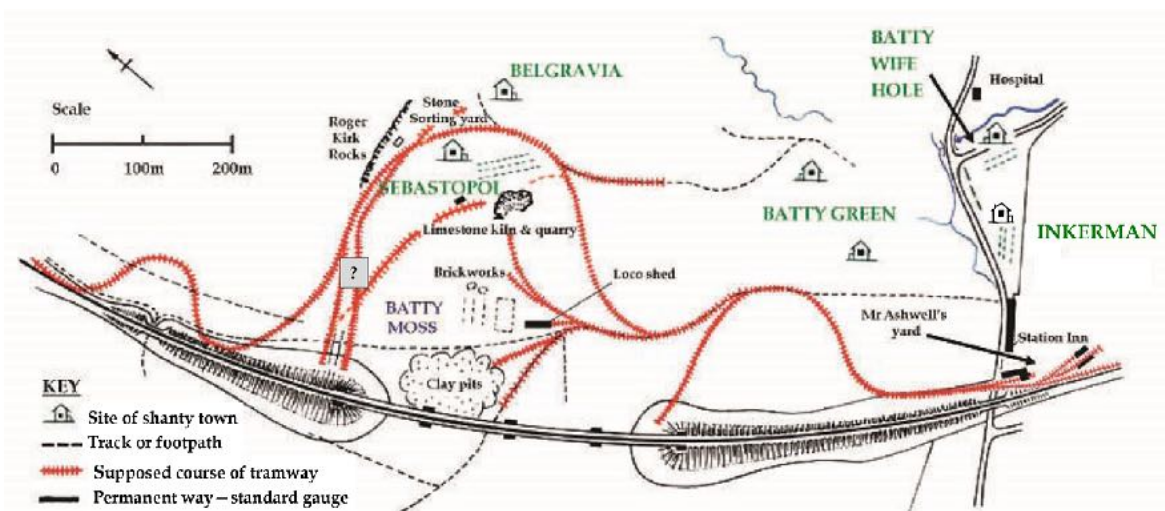 BATTY
WIFE
HOLE
Hospital
BELGRAVIA
Scale
0 100m 200m
Stone
Sorting yard
Roger
Kirk
Rocks
SEBASTOPOL
Limestone kiln & quarry
BATTY GREEN
INKERMAN
?
Brickworks
Loco shed
BATTY
MOSS
Mr Ashwell's
yard
Station Inn
Clay pits
KEY
Site of shanty town
Track or footpath
Supposed course of tramway
Permanent way – standard gauge